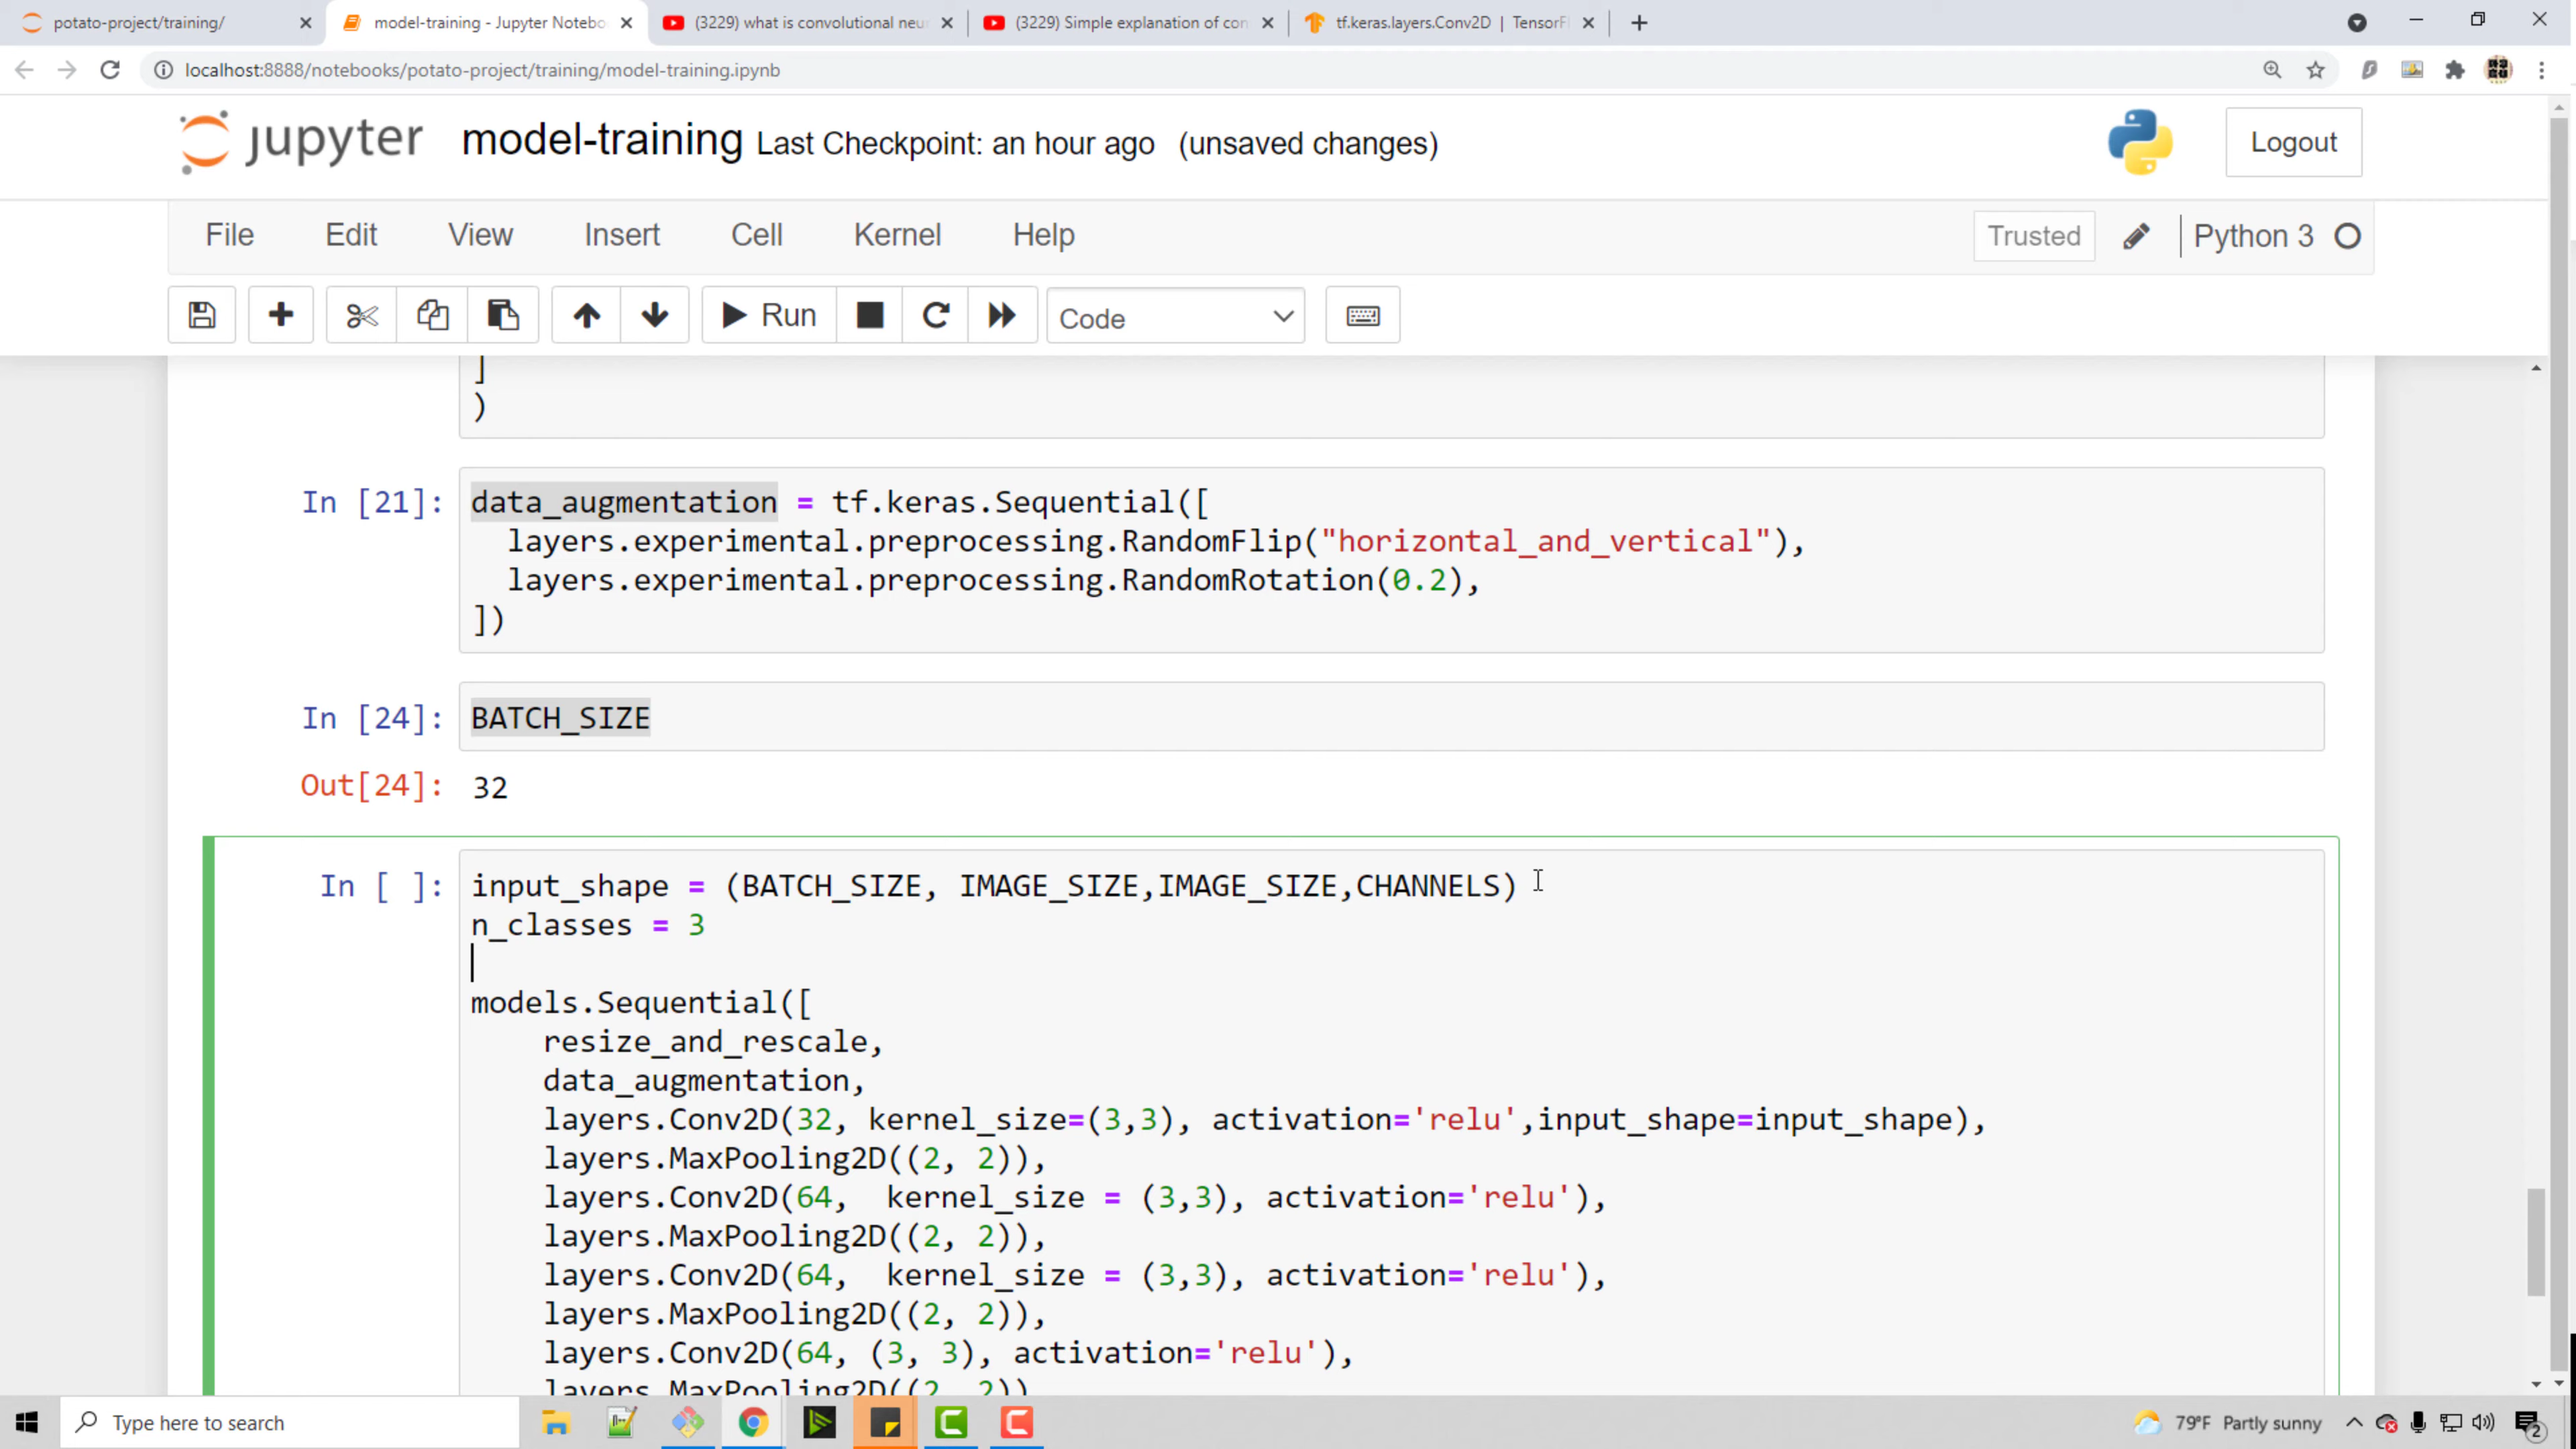 potato-project/training/
model-training - Jupyter Notebo
(3229) what is convolutional neu
(3229) Simple explanation of con
tf.keras.layers.Conv2D | TensorFl
localhost:8888/notebooks/potato-project/training/model-training.ipynb
jupyter model-training Last Checkpoint: an hour ago (unsaved changes)
Logout
File Edit View Insert Cell Kernel Help
Trusted Python 3
Run
Code
]
)
In [21]: data_augmentation = tf.keras.Sequential([
layers.experimental.preprocessing.RandomFlip("horizontal_and_vertical"),
layers.experimental.preprocessing.RandomRotation(0.2),
])
In [24]: BATCH_SIZE
Out[24]: 32
In [ ]: input_shape = (BATCH_SIZE, IMAGE_SIZE,IMAGE_SIZE,CHANNELS)
n_classes = 3
models.Sequential([
resize_and_rescale,
data_augmentation,
layers.Conv2D(32, kernel_size=(3,3), activation='relu',input_shape=input_shape),
layers.MaxPooling2D((2, 2)),
layers.Conv2D(64,  kernel_size = (3,3), activation='relu'),
layers.MaxPooling2D((2, 2)),
layers.Conv2D(64,  kernel_size = (3,3), activation='relu'),
layers.MaxPooling2D((2, 2)),
layers.Conv2D(64, (3, 3), activation='relu'),
layers.MaxPooling2D((2, 2))
Type here to search
79°F Partly sunny
2